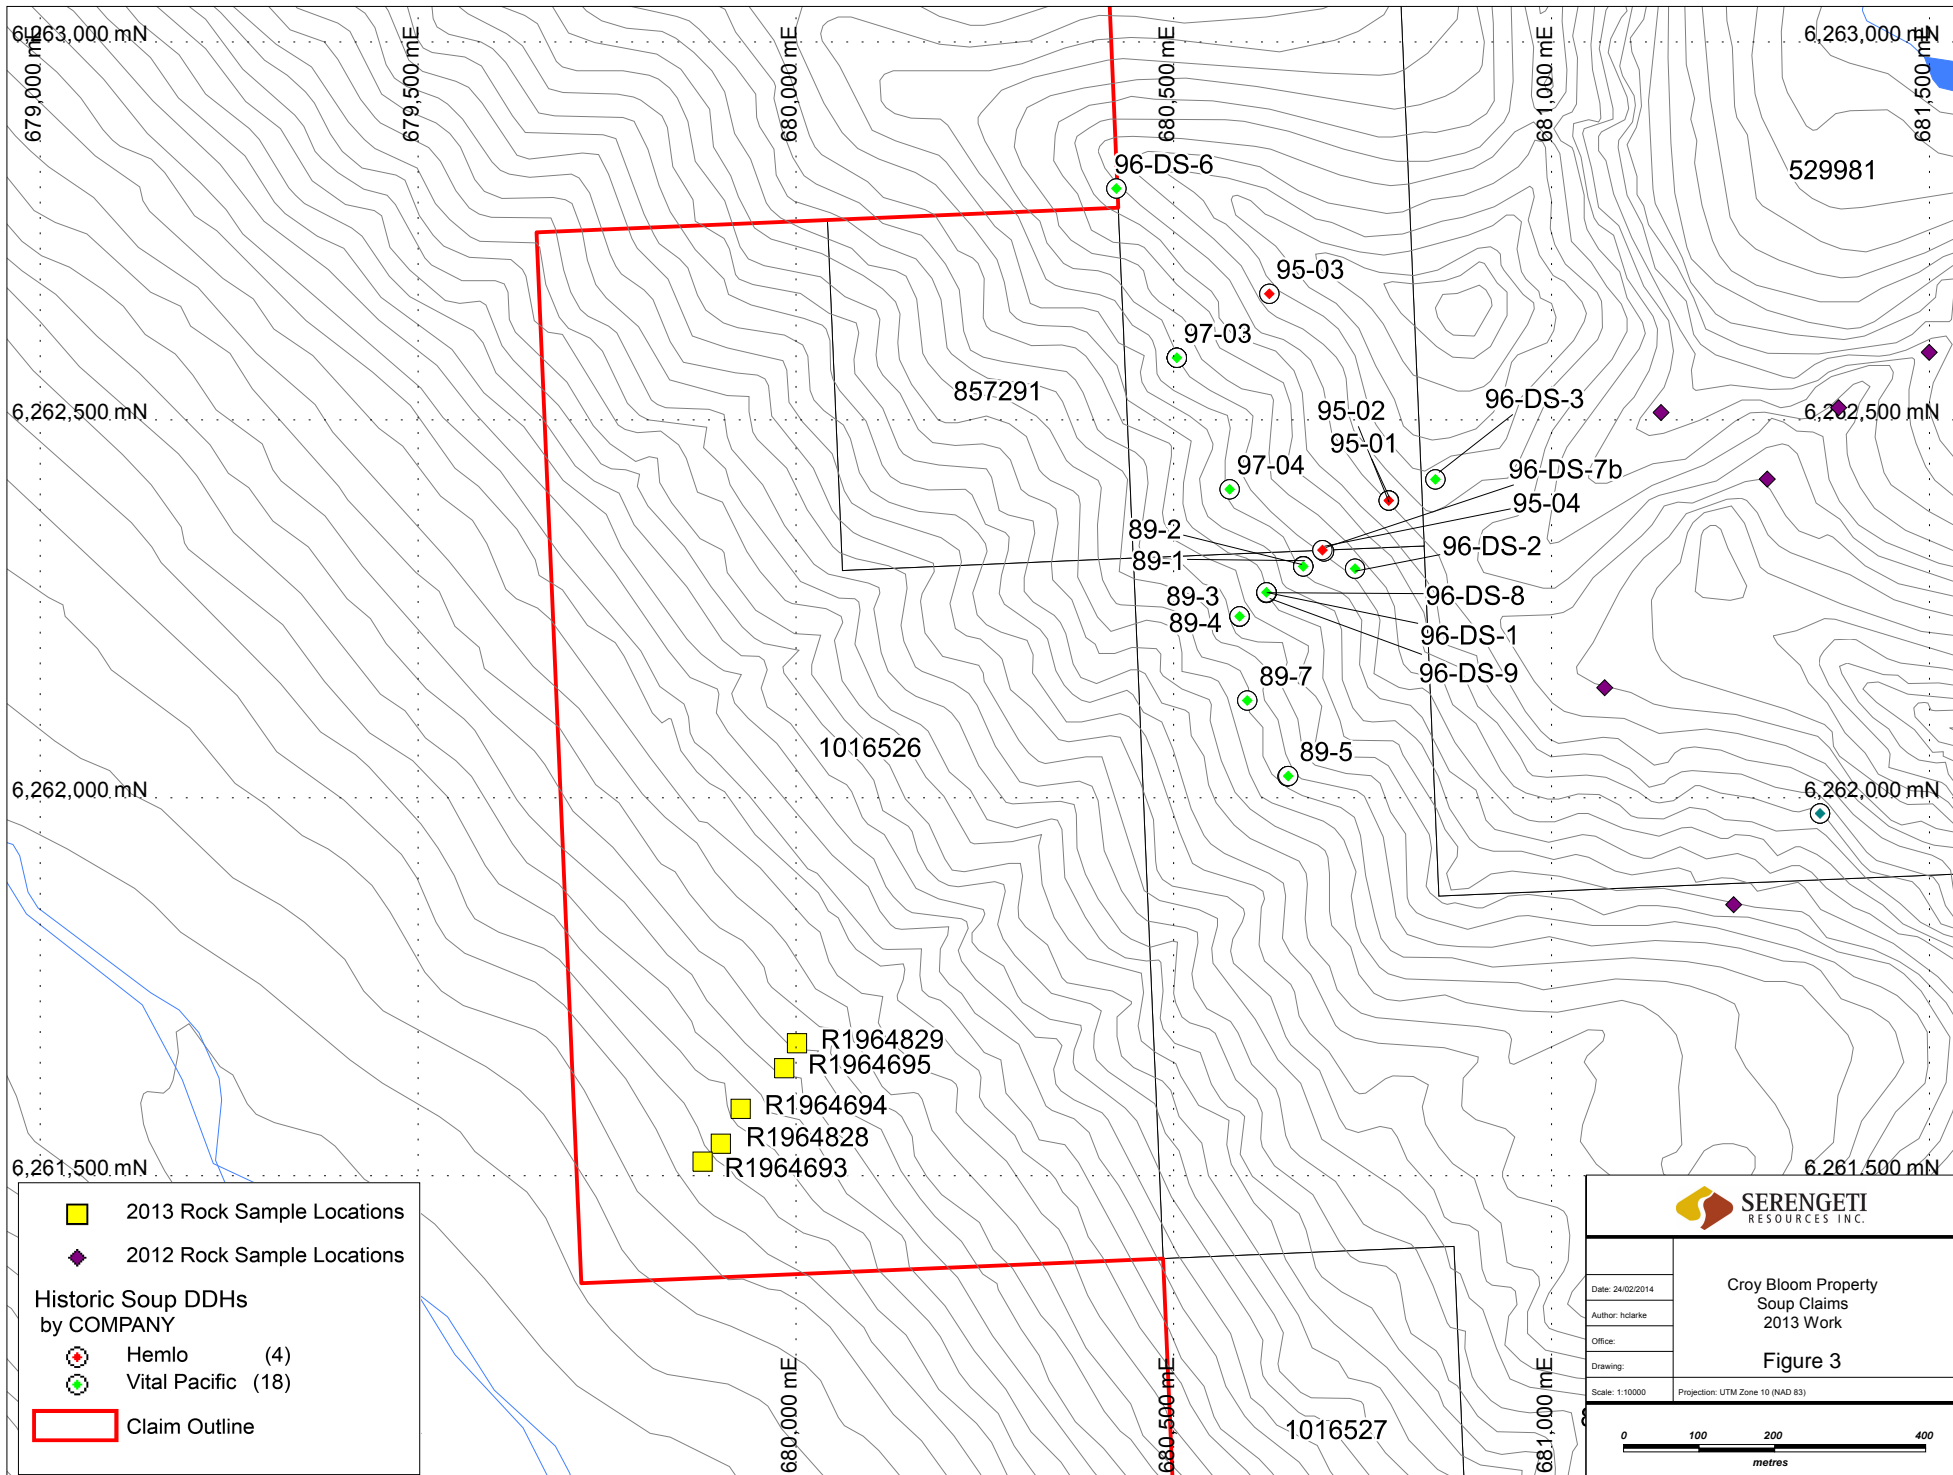 6,263,000 mN
6,263,000 mN
679,000 mE
679,500 mE
680,000 mE
680,500 mE
681,000 mE
681,500 mE
96-DS-6
529981
95-03
97-03
857291
96-DS-3
6,262,500 mN
95-02
6,262,500 mN
95-01
97-04
96-DS-7b
95-04
89-2
96-DS-2
89-1
89-3
96-DS-8
89-4
96-DS-1
96-DS-9
89-7
1016526
89-5
6,262,000 mN
6,262,000 mN
R1964829
R1964695
R1964694
R1964828
R1964693
6,261,500 mN
6,261,500 mN
2013 Rock Sample Locations
2012 Rock Sample Locations
Historic Soup DDHs
by COMPANY
Hemlo (4)
Vital Pacific (18)
Claim Outline
680,000 mE
680,500 mE
681,000 mE
1016527
SERENGETI
RESOURCES INC.
Date: 24/02/2014
Author: hclarke
Office:
Drawing:
Scale: 1:10000
Croy Bloom Property
Soup Claims
2013 Work
Figure 3
Projection: UTM Zone 10 (NAD 83)
0 100 200 400
metres